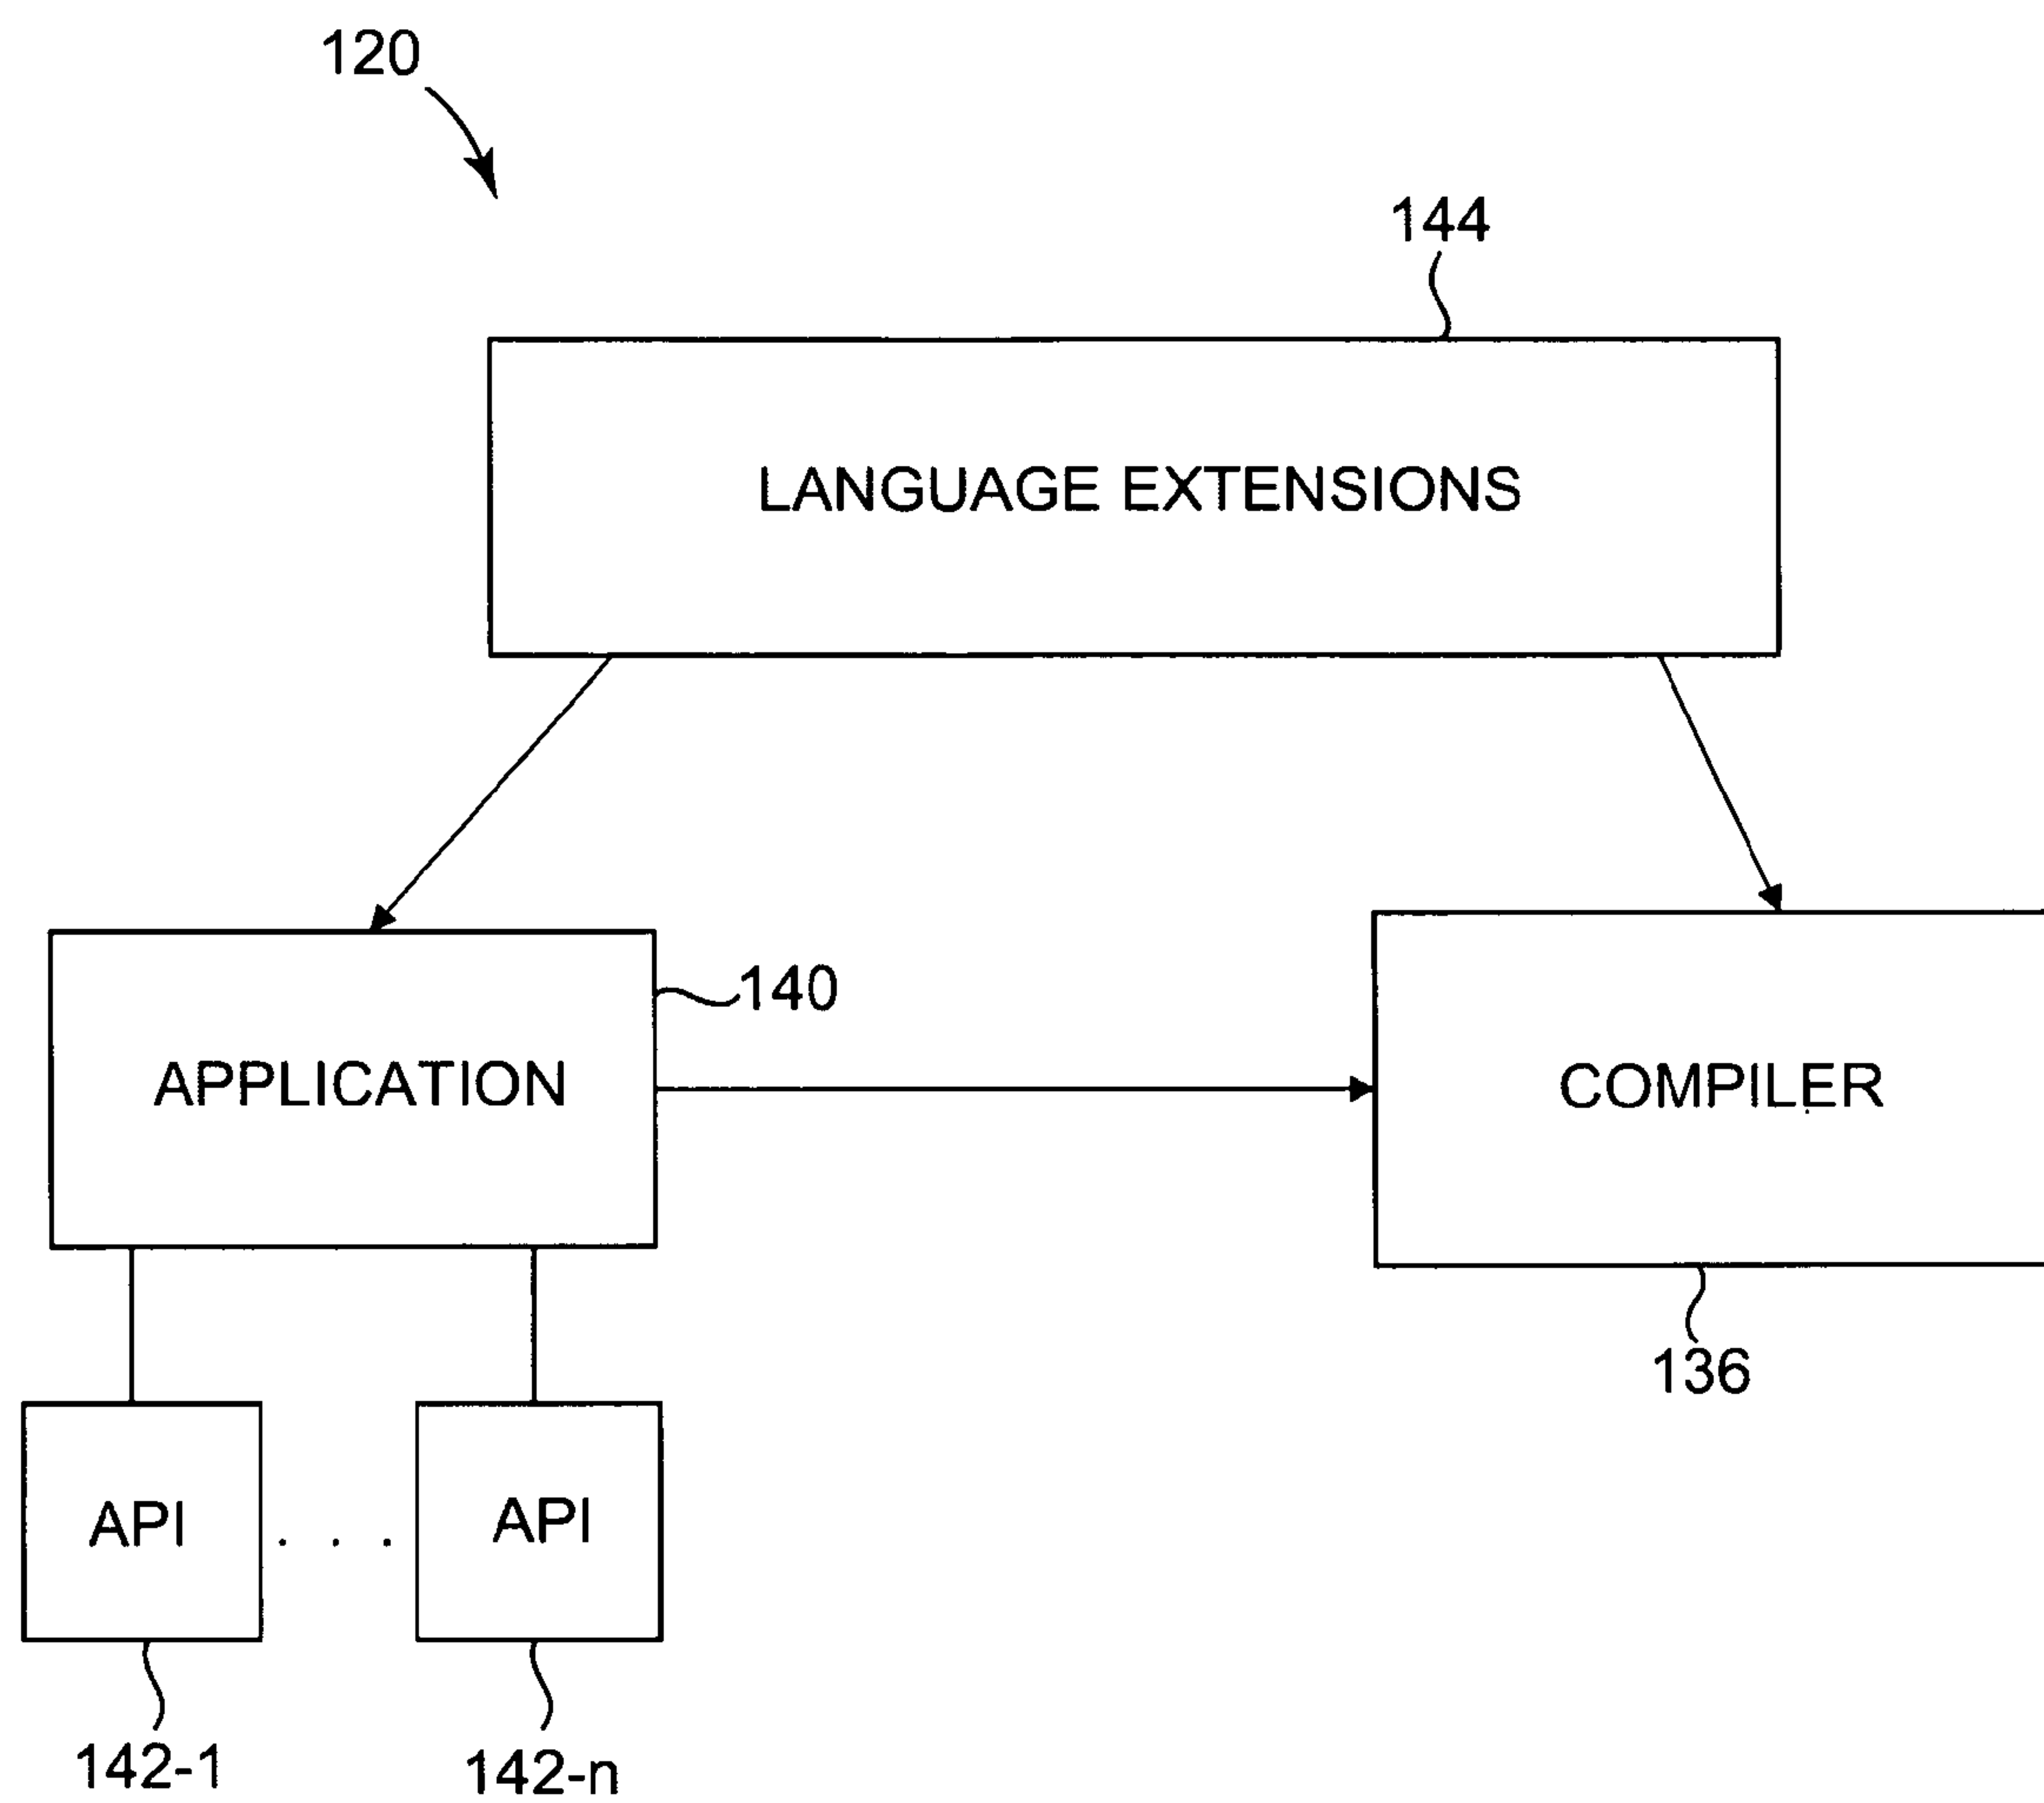 120
144
LANGUAGE EXTENSIONS
140
APPLICATION
COMPILER
136
API
. . .
API
142-1
142-n